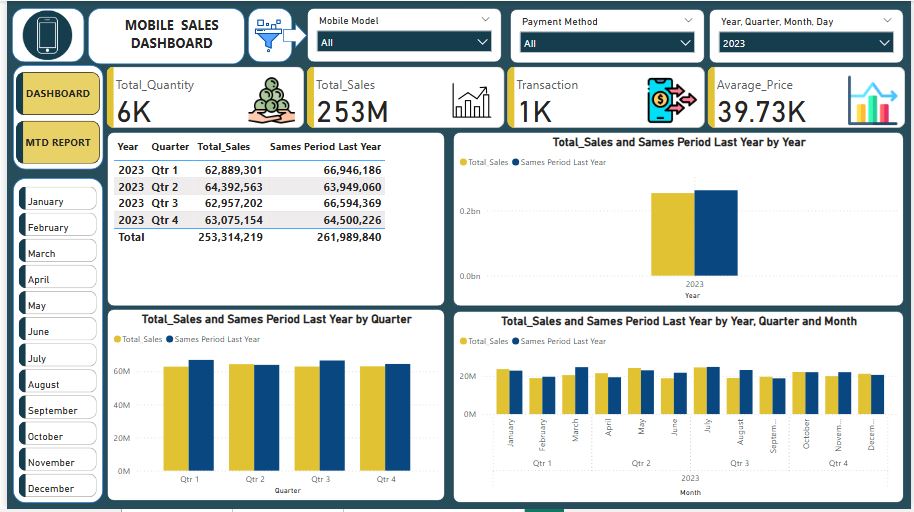 MOBILE SALES
DASHBOARD
Mobile Model
All
Payment Method
All
Year, Quarter, Month, Day
2023
DASHBOARD
MTD REPORT
Total_Quantity
6K
Total_Sales
253M
Transaction
1K
Avarage_Price
39.73K
January
February
March
April
May
June
July
August
September
October
November
December
Year Quarter Total_Sales Sames Period Last Year
2023 Qtr 1 62,889,301 66,946,186
2023 Qtr 2 64,392,563 63,949,060
2023 Qtr 3 62,957,202 66,594,369
2023 Qtr 4 63,075,154 64,500,226
Total 253,314,219 261,989,840
Total_Sales and Sames Period Last Year by Year
Total_Sales Sames Period Last Year
0.2bn
0.0bn
2023
Year
Total_Sales and Sames Period Last Year by Quarter
Total_Sales Sames Period Last Year
60M
40M
20M
0M
Qtr 1 Qtr 2 Qtr 3 Qtr 4
Quarter
Total_Sales and Sames Period Last Year by Year, Quarter and Month
Total_Sales Sames Period Last Year
20M
0M
January February March April May June July August Septem... October Novem... Decem...
Qtr 1 Qtr 2 Qtr 3 Qtr 4
2023
Month